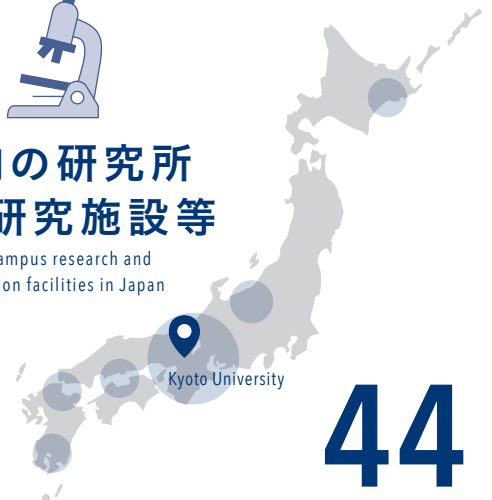 の研究所
研究施設等
ampus research and
on facilities in Japan
Kyoto University
44